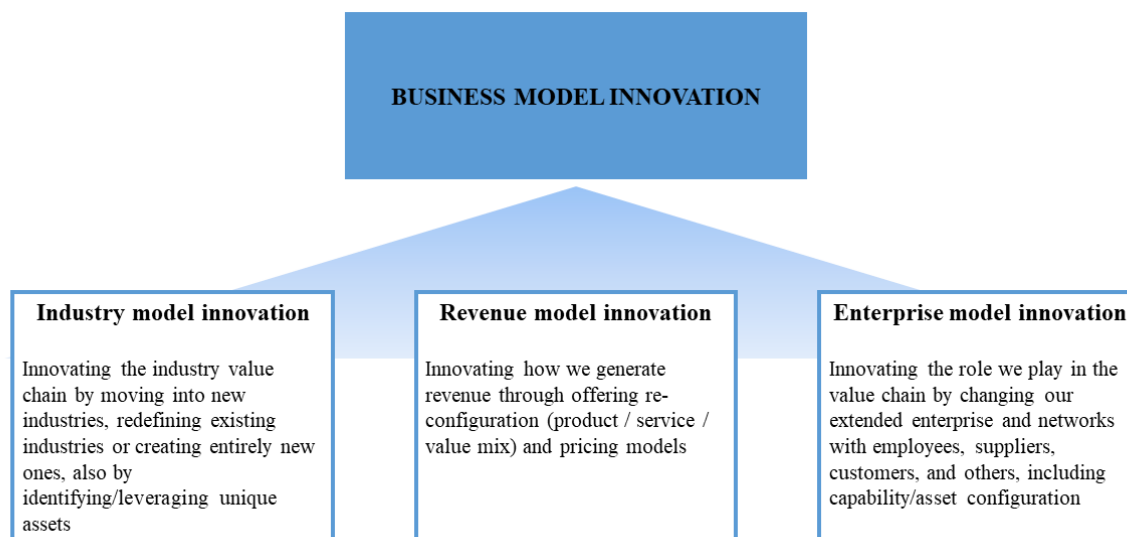 BUSINESS MODEL INNOVATION
Industry model innovation
Innovating the industry value
chain by moving into new
industries, redefining existing
industries or creating entirely new
ones, also by
identifying/leveraging unique
assets
Revenue model innovation
Innovating how we generate
revenue through offering re-
configuration (product / service /
value mix) and pricing models
Enterprise model innovation
Innovating the role we play in the
value chain by changing our
extended enterprise and networks
with employees, suppliers,
customers, and others, including
capability/asset configuration